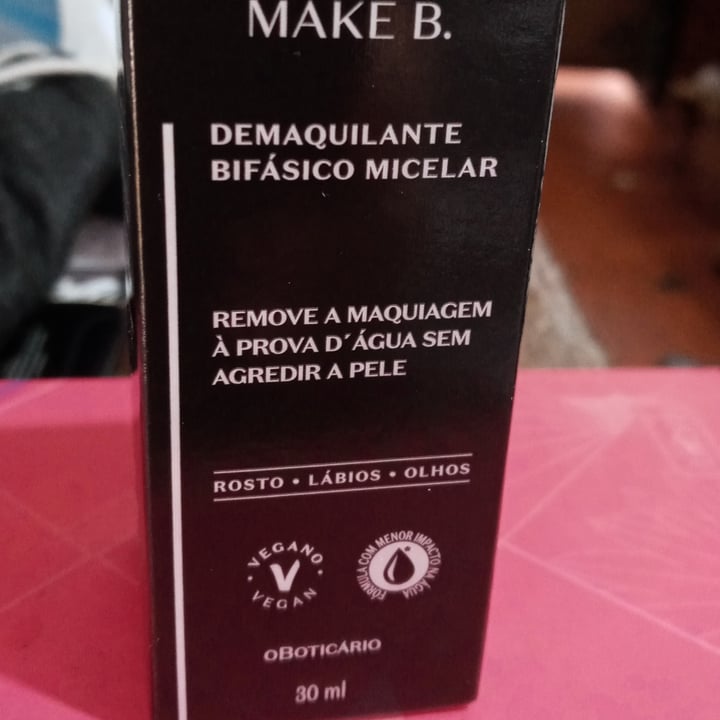 MAKE B.
DEMAQUILANTE
BIFÁSICO MICELAR
REMOVE A MAQUIAGEM
À PROVA D´ÁGUA SEM
AGREDIR A PELE
ROSTO • LÁBIOS • OLHOS
• VEGANO •
V
VEGAN
FÓRMULA COM MENOR IMPACTO NA ÁGUA
oBOTICÁRIO
30 ml